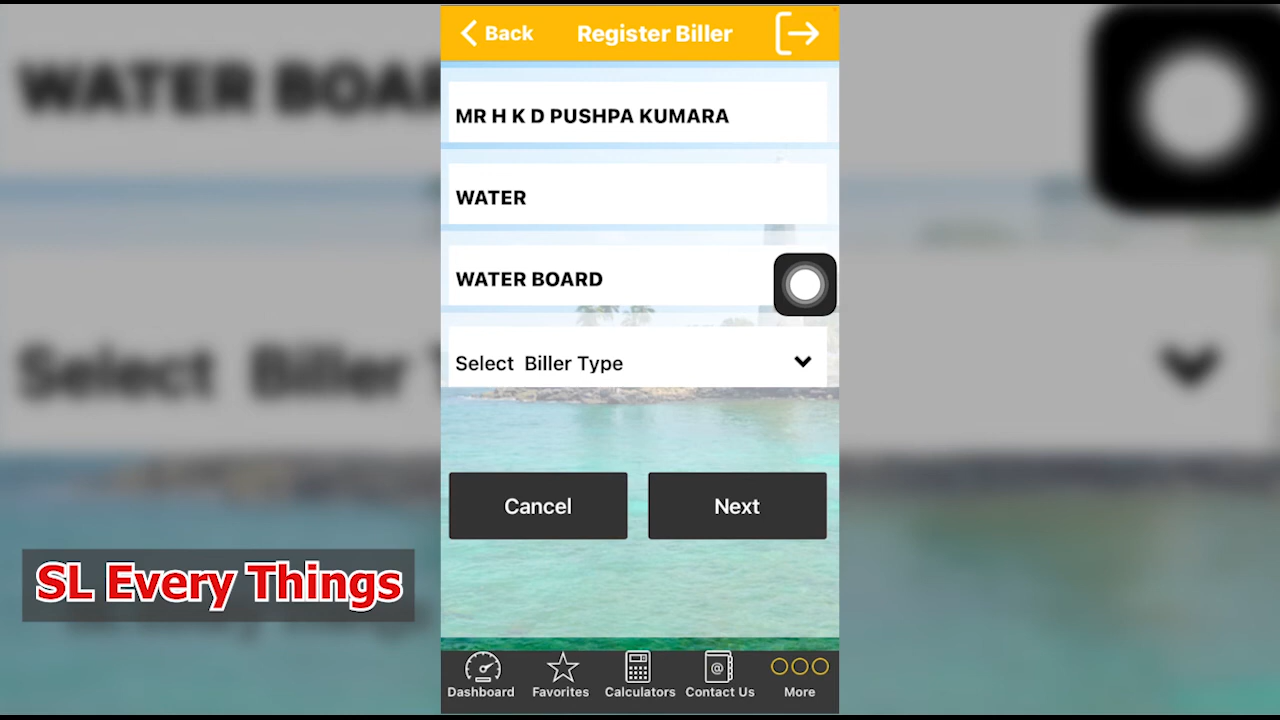 Back
Register Biller
MR H K D PUSHPA KUMARA
WATER
WATER BOARD
Select Biller Type
Cancel
Next
Dashboard
Favorites
Calculators
Contact Us
More
WATER BOAR
Select Biller T
SL Every Things